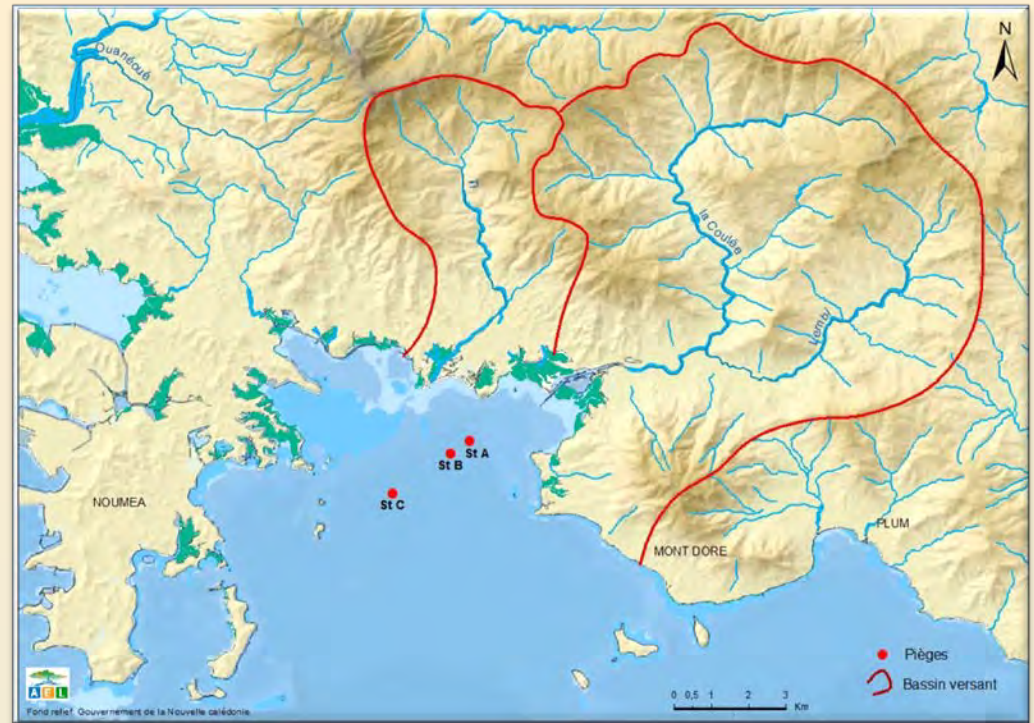 Ouanéoué
N
la Coulée
Lembi
St A
St B
St C
NOUMEA
MONT DORE
PLUM
Pièges
Bassin versant
0 0,5 1 2 3
Km
A E L
Fond relief Gouvernement de la Nouvelle calédonie